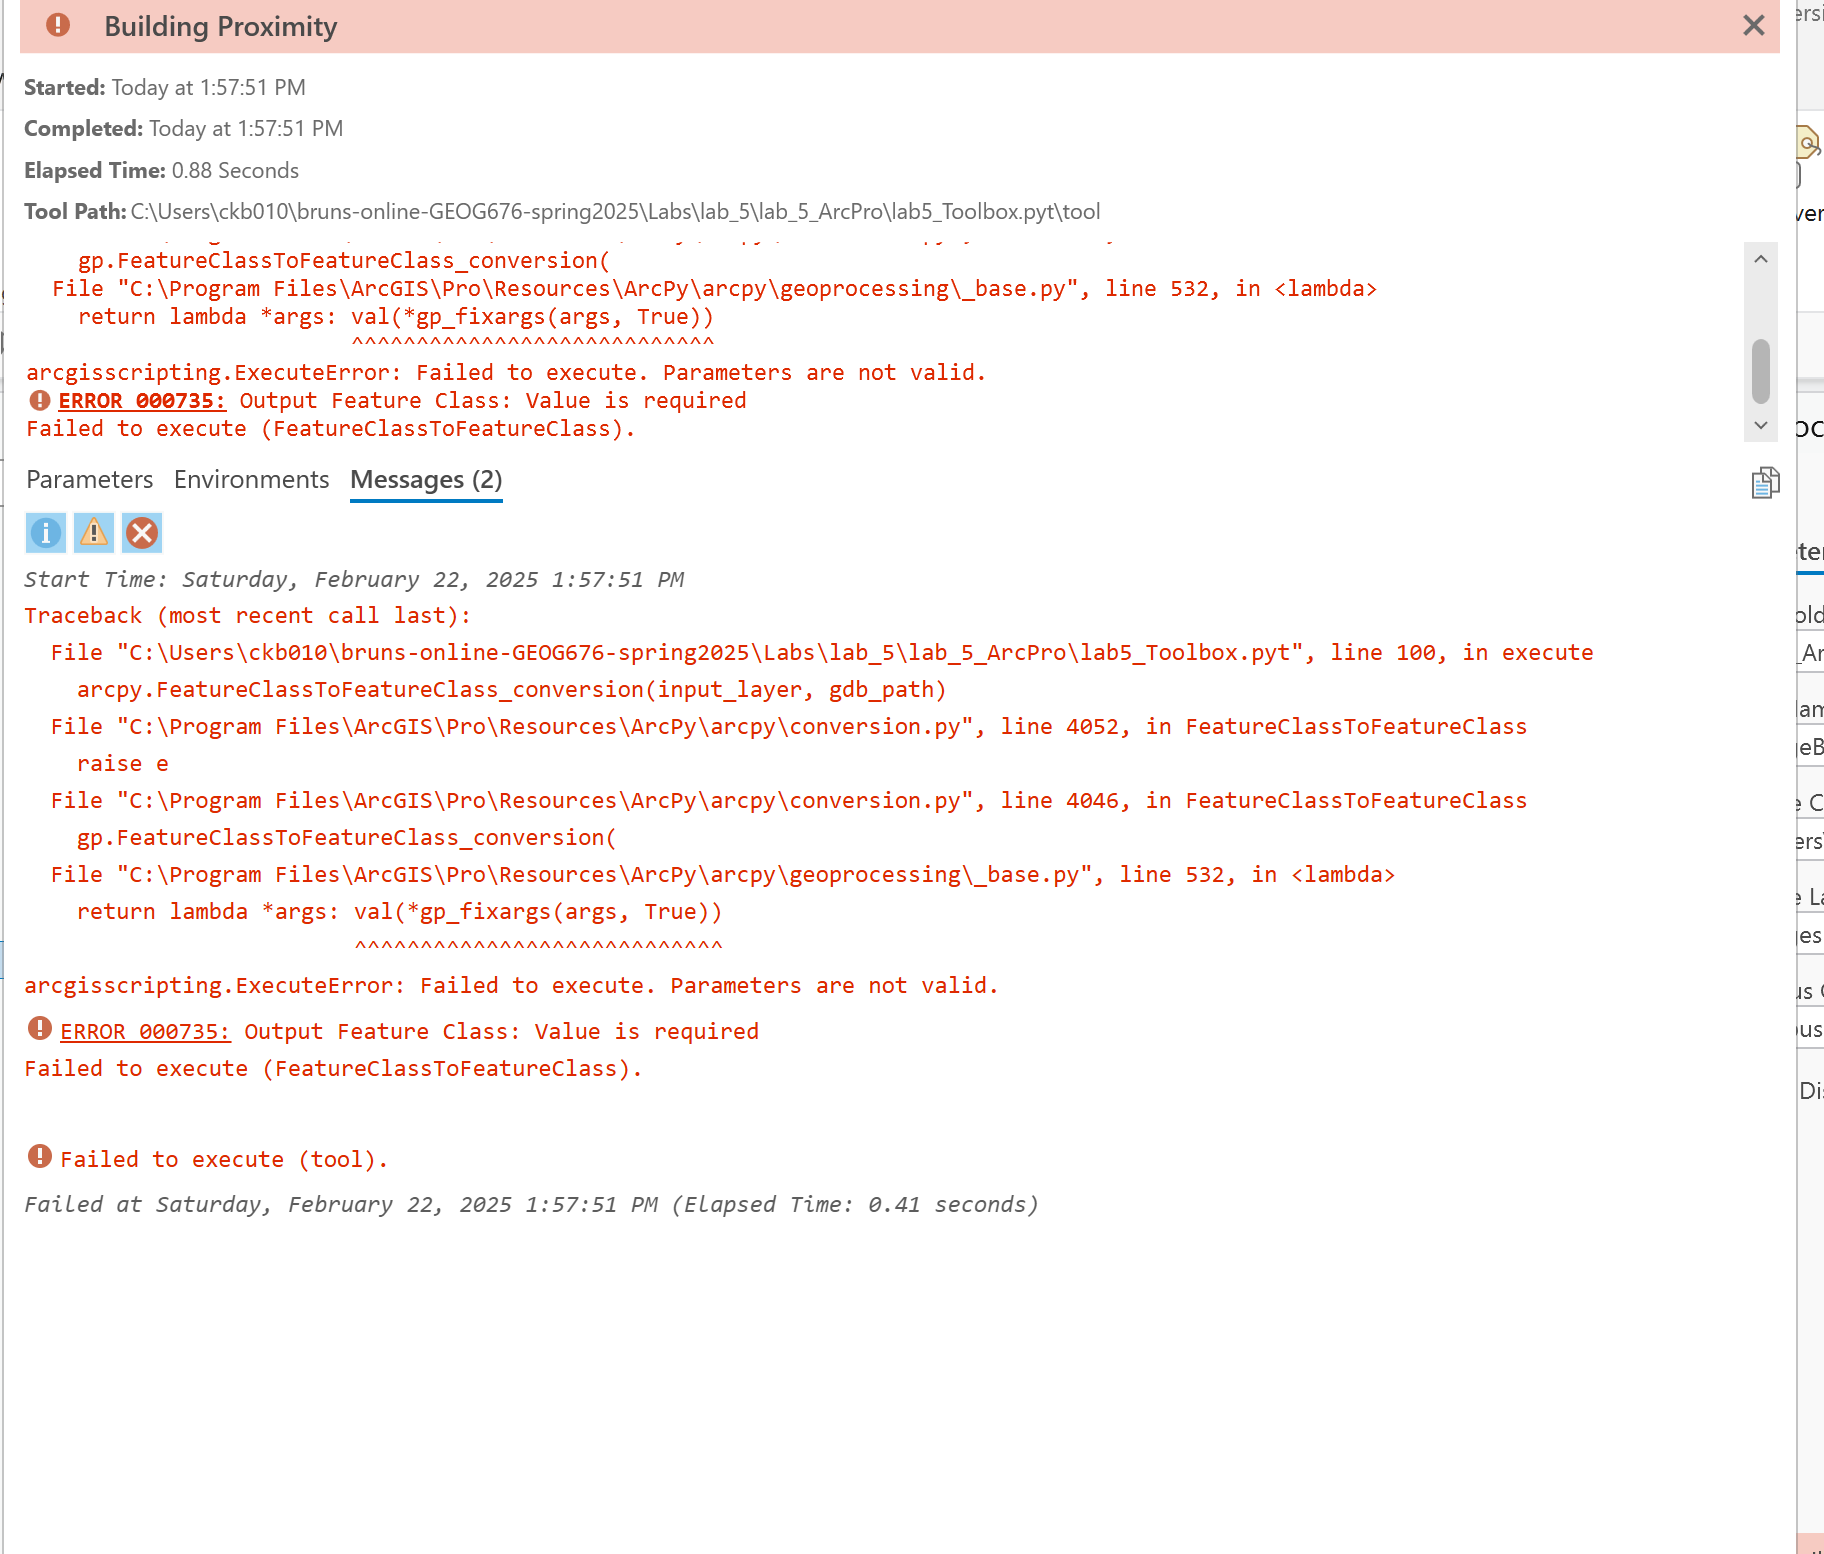 Building Proximity
Started: Today at 1:57:51 PM
Completed: Today at 1:57:51 PM
Elapsed Time: 0.88 Seconds
Tool Path: C:\Users\ckb010\bruns-online-GEOG676-spring2025\Labs\lab_5\lab_5_ArcPro\lab5_Toolbox.pyt\tool
gp.FeatureClassToFeatureClass_conversion(
File "C:\Program Files\ArcGIS\Pro\Resources\ArcPy\arcpy\geoprocessing\_base.py", line 532, in <lambda>
return lambda *args: val(*gp_fixargs(args, True))
^^^^^^^^^^^^^^^^^^^^^^^^^^^^
arcgisscripting.ExecuteError: Failed to execute. Parameters are not valid.
ERROR 000735: Output Feature Class: Value is required
Failed to execute (FeatureClassToFeatureClass).
Parameters Environments Messages (2)
Start Time: Saturday, February 22, 2025 1:57:51 PM
Traceback (most recent call last):
File "C:\Users\ckb010\bruns-online-GEOG676-spring2025\Labs\lab_5\lab_5_ArcPro\lab5_Toolbox.pyt", line 100, in execute
arcpy.FeatureClassToFeatureClass_conversion(input_layer, gdb_path)
File "C:\Program Files\ArcGIS\Pro\Resources\ArcPy\arcpy\conversion.py", line 4052, in FeatureClassToFeatureClass
raise e
File "C:\Program Files\ArcGIS\Pro\Resources\ArcPy\arcpy\conversion.py", line 4046, in FeatureClassToFeatureClass
gp.FeatureClassToFeatureClass_conversion(
File "C:\Program Files\ArcGIS\Pro\Resources\ArcPy\arcpy\geoprocessing\_base.py", line 532, in <lambda>
return lambda *args: val(*gp_fixargs(args, True))
^^^^^^^^^^^^^^^^^^^^^^^^^^^^
arcgisscripting.ExecuteError: Failed to execute. Parameters are not valid.
ERROR 000735: Output Feature Class: Value is required
Failed to execute (FeatureClassToFeatureClass).
Failed to execute (tool).
Failed at Saturday, February 22, 2025 1:57:51 PM (Elapsed Time: 0.41 seconds)